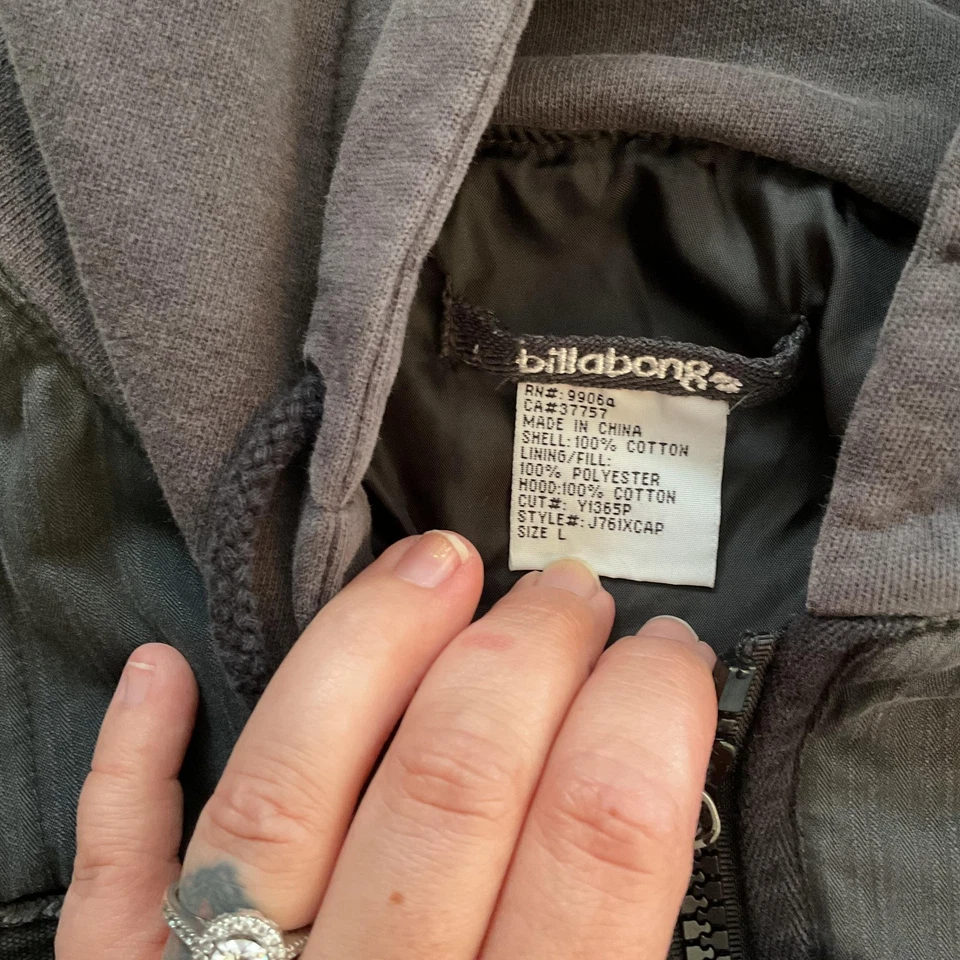 billabong
RN#: 9906
CA#37757
MADE IN CHINA
SHELL:100% COTTON
LINING/FILL:
100% POLYESTER
HOOD:100% COTTON
CUT#: Y1365P
STYLE#:J761XCAP
SIZE L